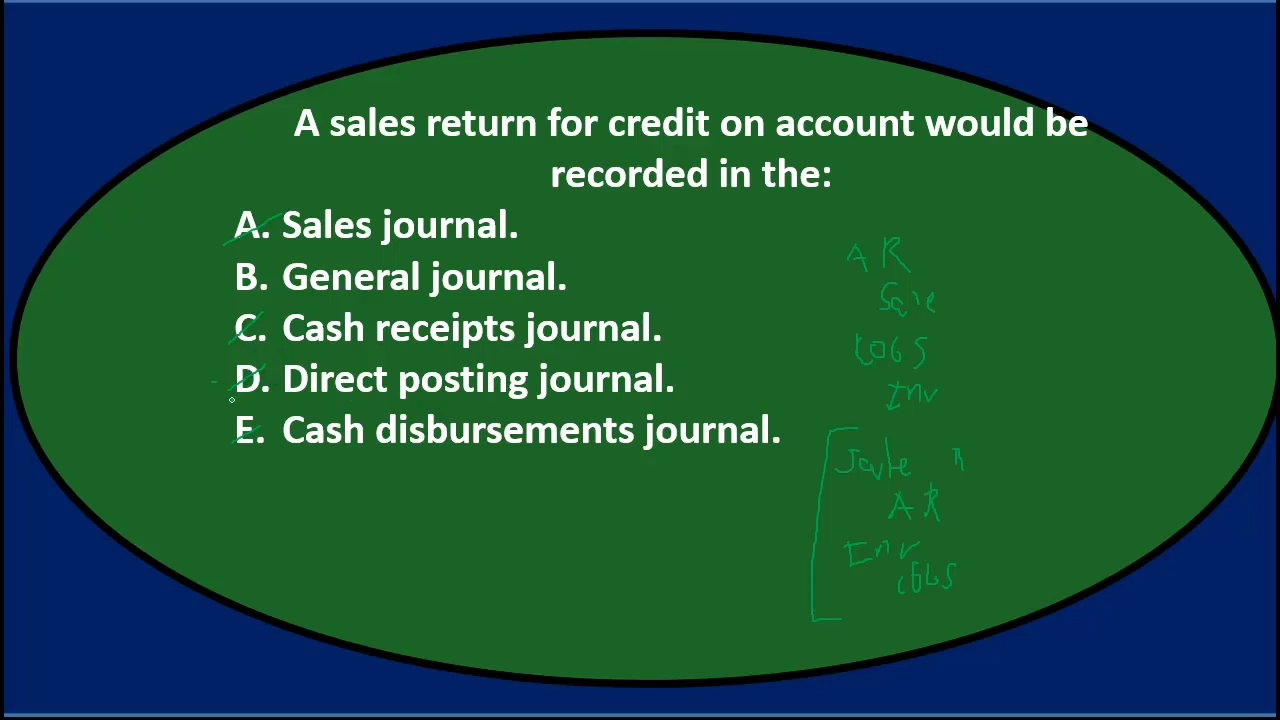 A sales return for credit on account would be
recorded in the:
A. Sales journal.
B. General journal.
C. Cash receipts journal.
D. Direct posting journal.
E. Cash disbursements journal.
AR
Sale
COGS
Inv
AR
Inv
COGS